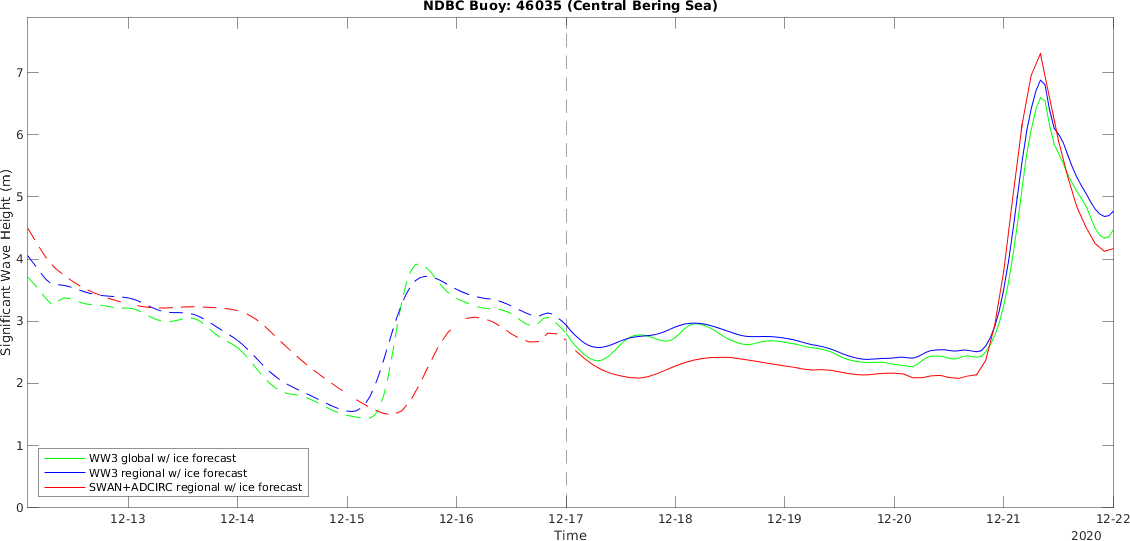 NDBC Buoy: 46035 (Central Bering Sea)
7
6
5
4
3
2
1
0
Significant Wave Height (m)
WW3 global w/ ice forecast
WW3 regional w/ ice forecast
SWAN+ADCIRC regional w/ ice forecast
12-13 12-14 12-15 12-16 12-17 12-18 12-19 12-20 12-21 12-22
Time
2020